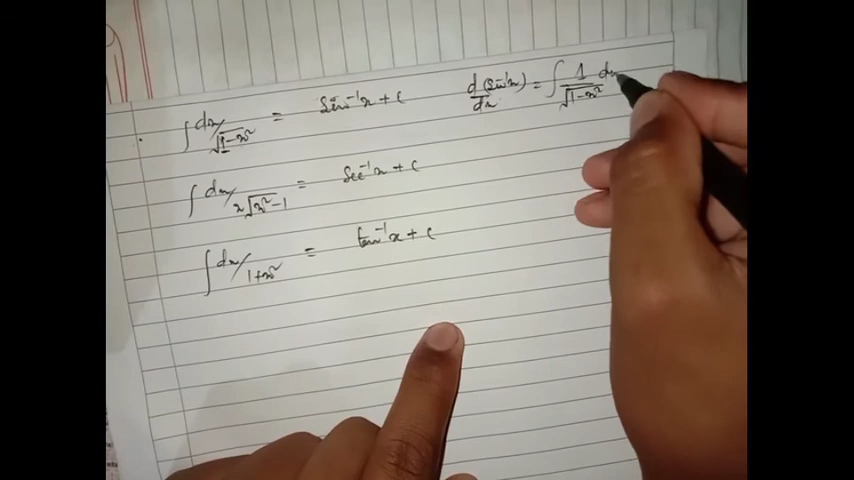 ∫ dx/√1-x² = Sin⁻¹x + c
d/dx (Sin⁻¹x) = ∫ 1/√1-x² dx
∫ dx/x√x²-1 = Sec⁻¹x + c
∫ dx/1+x² = tan⁻¹x + c